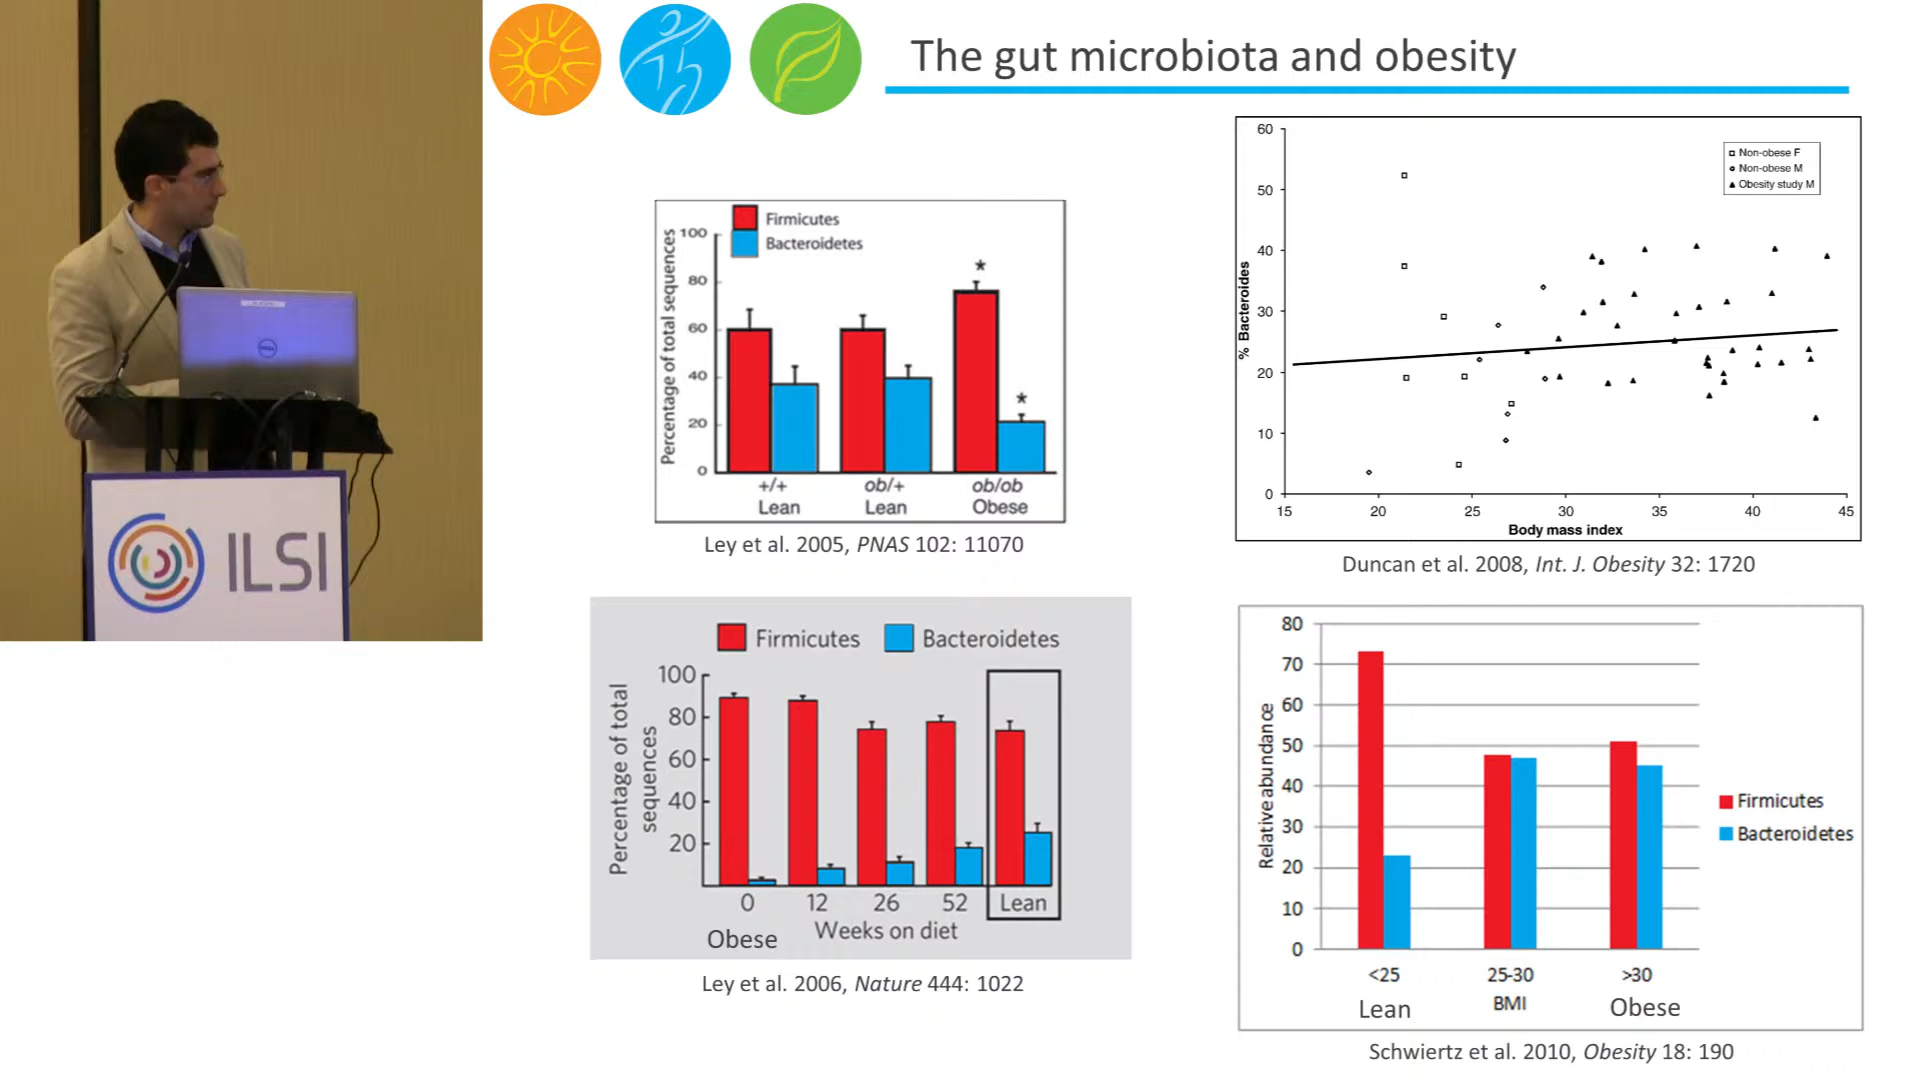 The gut microbiota and obesity
ILSI
Firmicutes
Bacteroidetes
Percentage of total sequences
100
80
60
40
20
0
*
*
+/+
ob/+
ob/ob
Lean
Lean
Obese
Ley et al. 2005, PNAS 102: 11070
60
50
40
30
20
10
0
% Bacteroides
Non-obese F
Non-obese M
Obesity study M
15
20
25
30
35
40
45
Body mass index
Duncan et al. 2008, Int. J. Obesity 32: 1720
Firmicutes
Bacteroidetes
Percentage of total
sequences
100
80
60
40
20
0
12
26
52
Lean
Weeks on diet
Obese
Ley et al. 2006, Nature 444: 1022
80
70
60
50
40
30
20
10
0
Relative abundance
Firmicutes
Bacteroidetes
<25
25-30
>30
BMI
Lean
Obese
Schwiertz et al. 2010, Obesity 18: 190